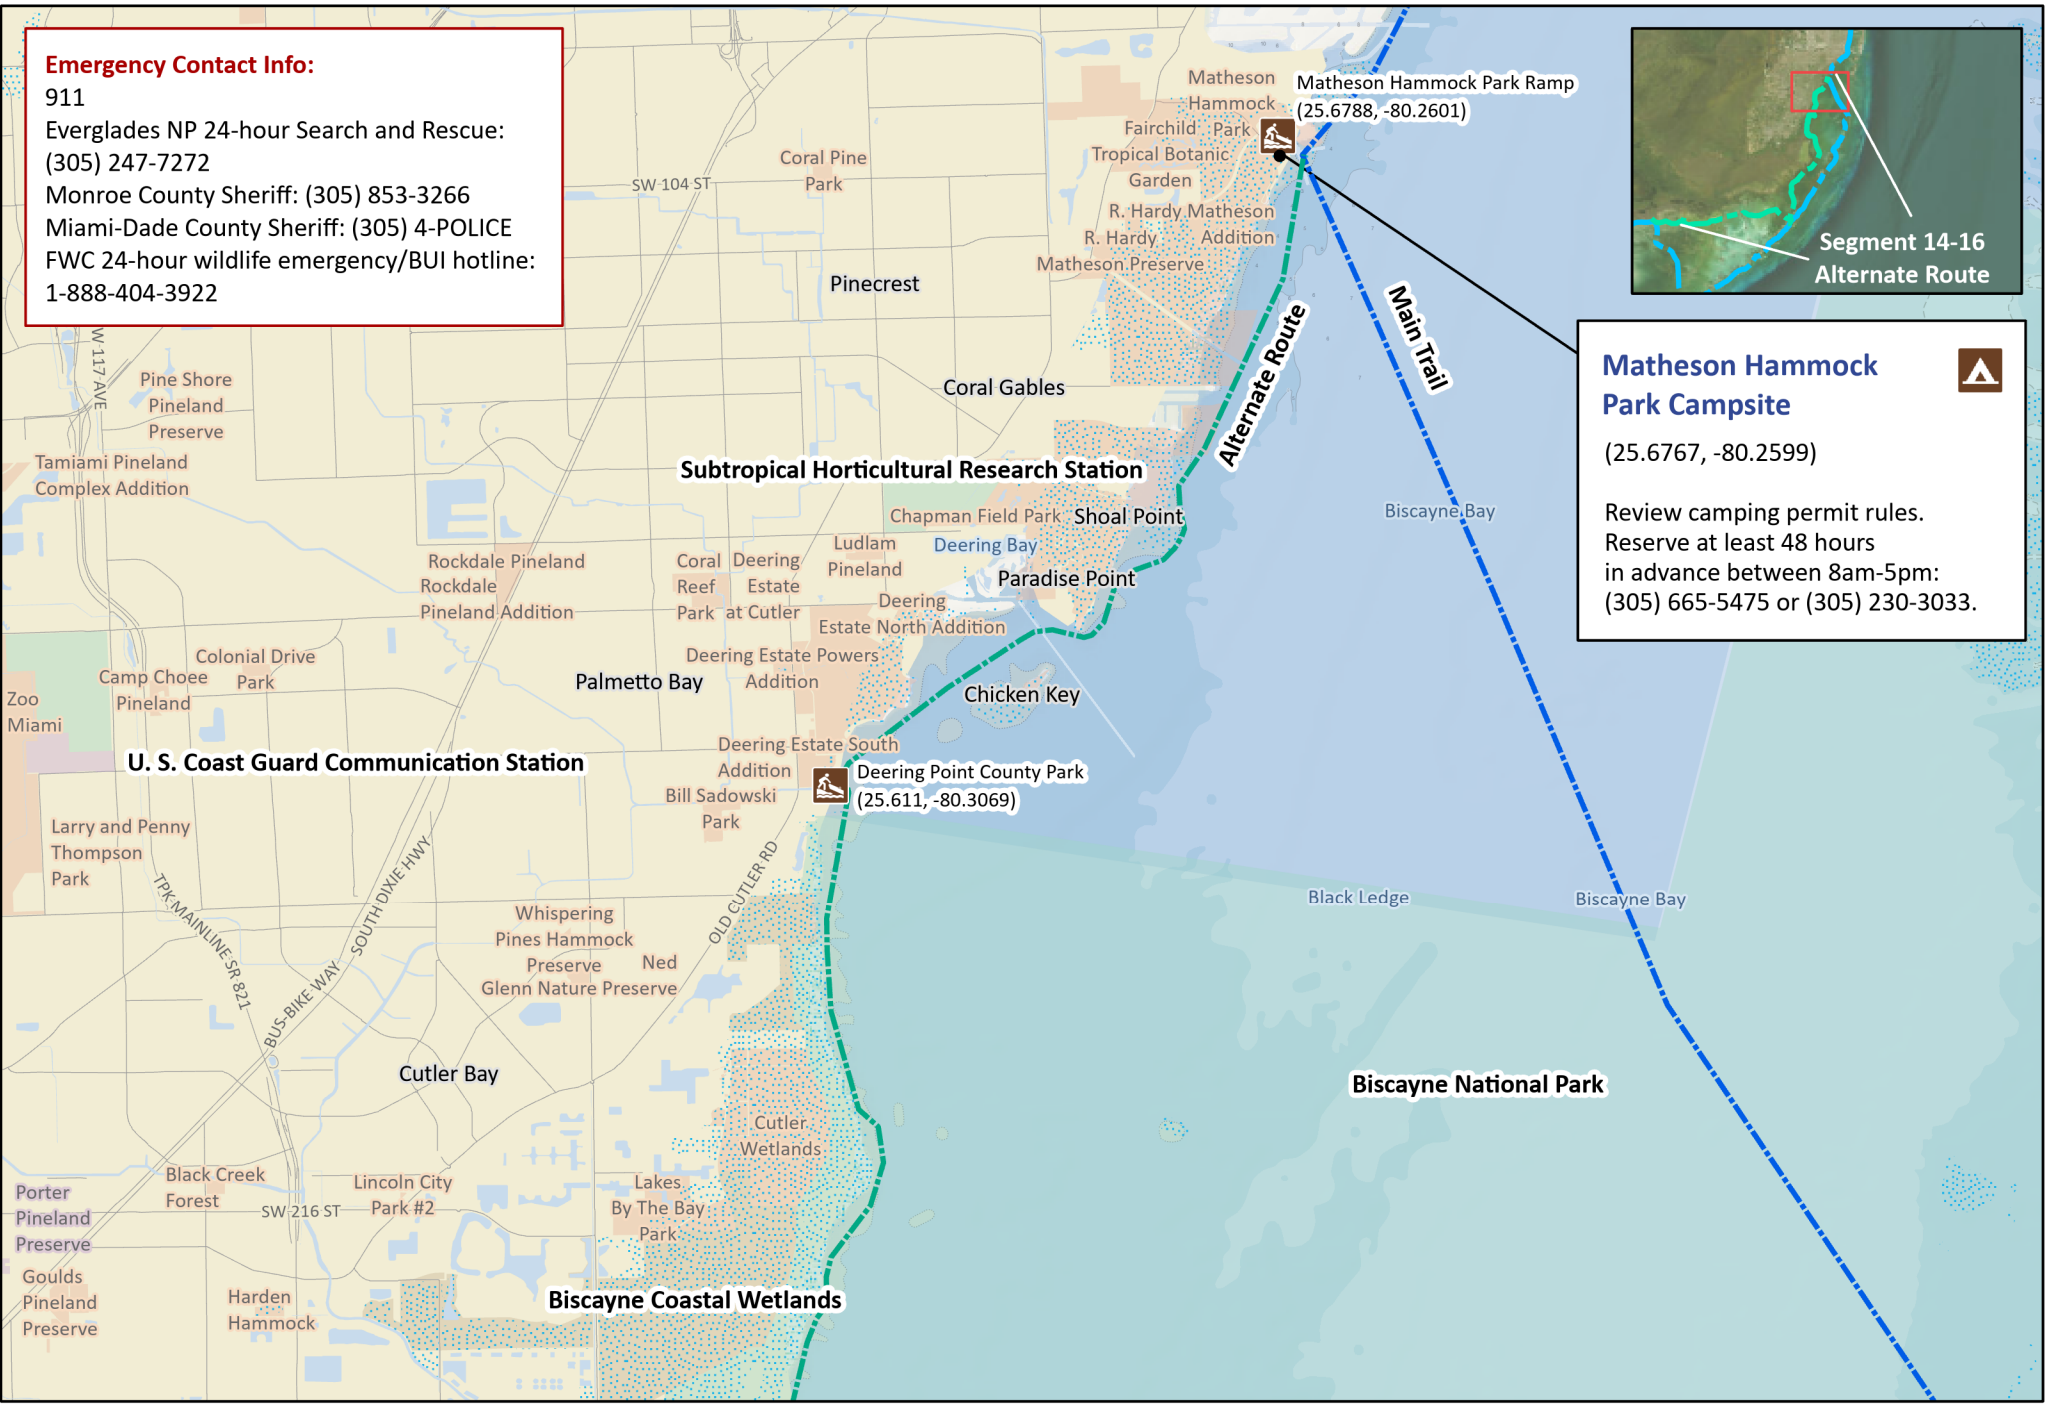 Emergency Contact Info:
911
Everglades NP 24-hour Search and Rescue:
(305) 247-7272
Monroe County Sheriff: (305) 853-3266
Miami-Dade County Sheriff: (305) 4-POLICE
FWC 24-hour wildlife emergency/BUI hotline:
1-888-404-3922
Matheson
Hammock
Park
Matheson Hammock Park Ramp
(25.6788, -80.2601)
Fairchild
Tropical Botanic
Garden
Coral Pine
Park
SW 104 ST
R. Hardy Matheson
Addition
R. Hardy
Matheson Preserve
Segment 14-16
Alternate Route
Pinecrest
Main Trail
Alternate Route
Matheson Hammock
Park Campsite
(25.6767, -80.2599)
Review camping permit rules.
Reserve at least 48 hours
in advance between 8am-5pm:
(305) 665-5475 or (305) 230-3033.
W 117 AVE
Pine Shore
Pineland
Preserve
Coral Gables
Tamiami Pineland
Complex Addition
Subtropical Horticultural Research Station
Chapman Field Park
Shoal Point
Biscayne Bay
Deering Bay
Ludlam
Pineland
Rockdale Pineland
Rockdale
Pineland Addition
Coral
Reef
Park
Deering
Estate
at Cutler
Paradise Point
Deering
Estate North Addition
Colonial Drive
Park
Deering Estate Powers
Addition
Camp Choee
Pineland
Palmetto Bay
Chicken Key
Zoo
Miami
U. S. Coast Guard Communication Station
Deering Estate South
Addition
Deering Point County Park
(25.611, -80.3069)
Bill Sadowski
Park
Larry and Penny
Thompson
Park
TPK MAINLINE SR 821
SOUTH DIXIE HWY
OLD CUTLER RD
BUS-BIKE WAY
Black Ledge
Biscayne Bay
Whispering
Pines Hammock
Preserve
Ned
Glenn Nature Preserve
Cutler Bay
Biscayne National Park
Cutler
Wetlands
Black Creek
Forest
Lincoln City
Park #2
Lakes
By The Bay
Park
Porter
Pineland
Preserve
SW 216 ST
Goulds
Pineland
Preserve
Harden
Hammock
Biscayne Coastal Wetlands